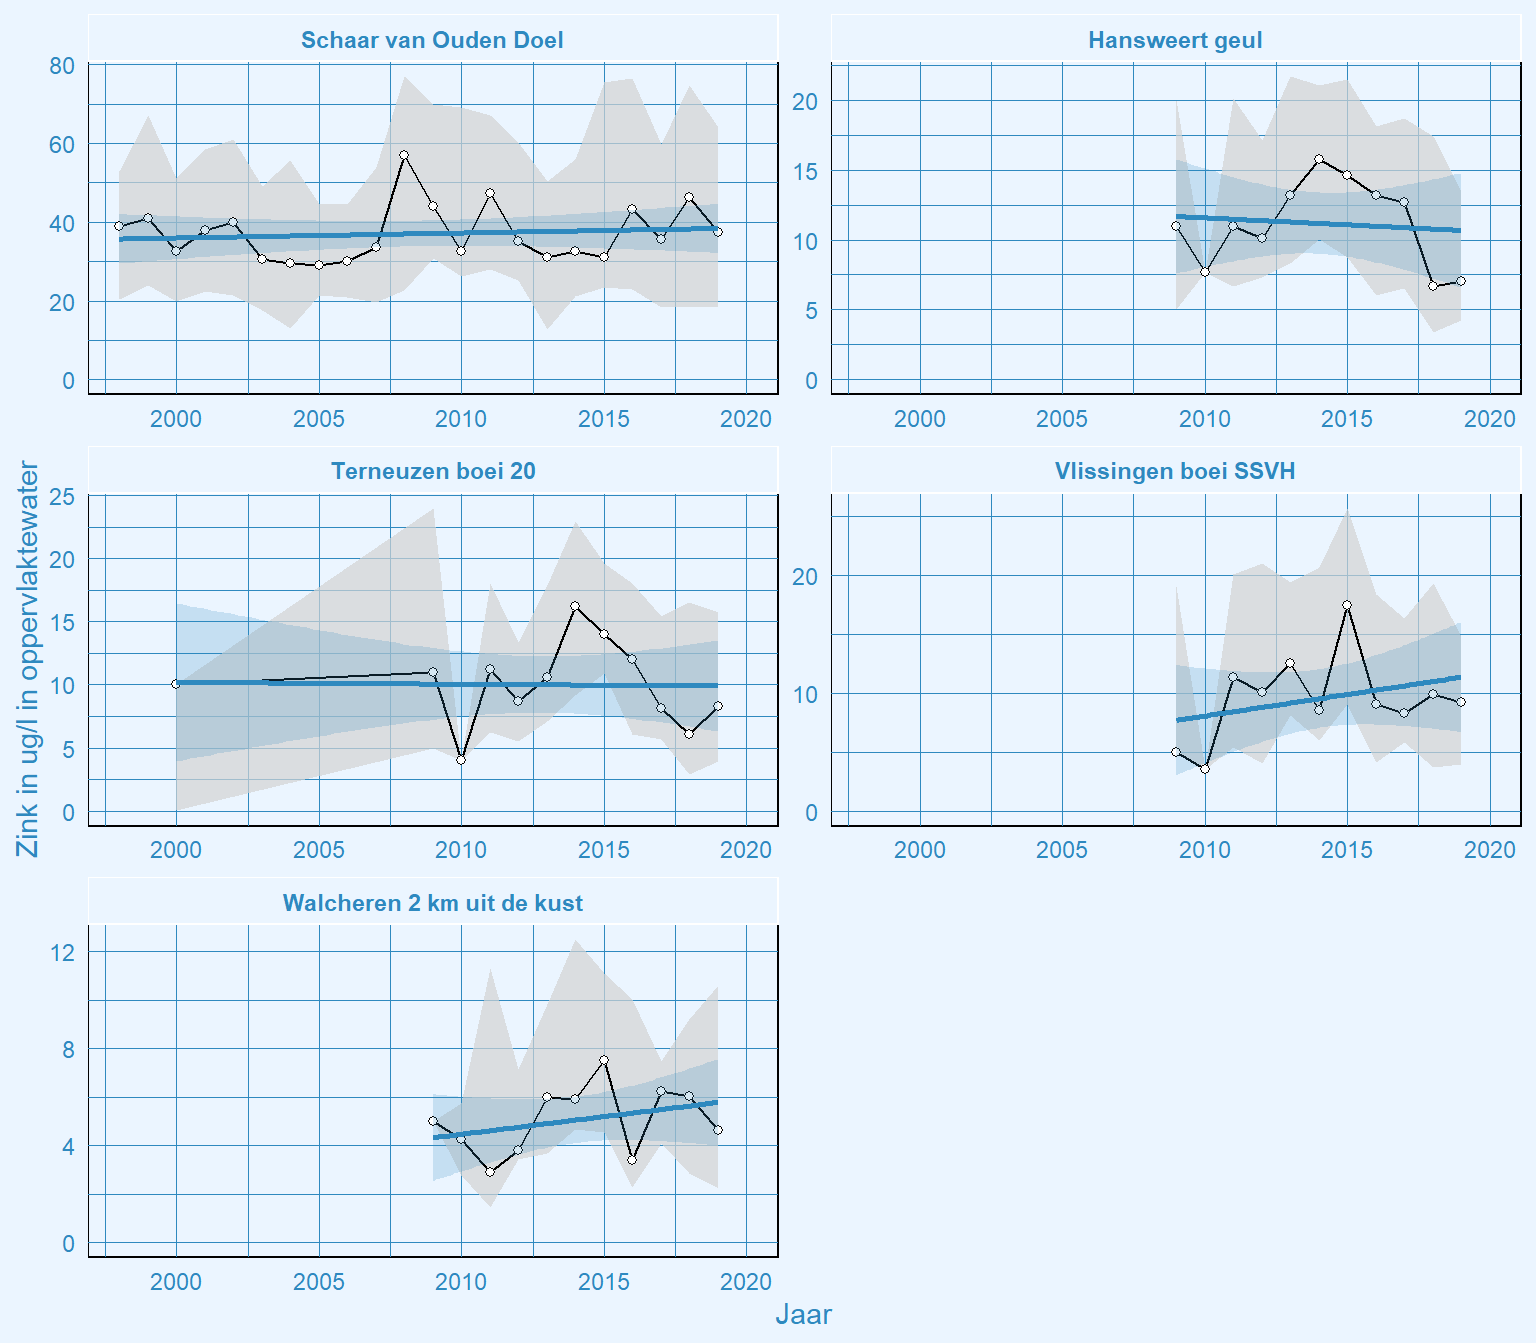 Schaar van Ouden Doel
80
60
40
20
0
2000 2005 2010 2015 2020
Hansweert geul
20
15
10
5
0
2000 2005 2010 2015 2020
Zink in ug/l in oppervlaktewater
Terneuzen boei 20
25
20
15
10
5
0
2000 2005 2010 2015 2020
Vlissingen boei SSVH
20
10
0
2000 2005 2010 2015 2020
Walcheren 2 km uit de kust
12
8
4
0
2000 2005 2010 2015 2020
Jaar